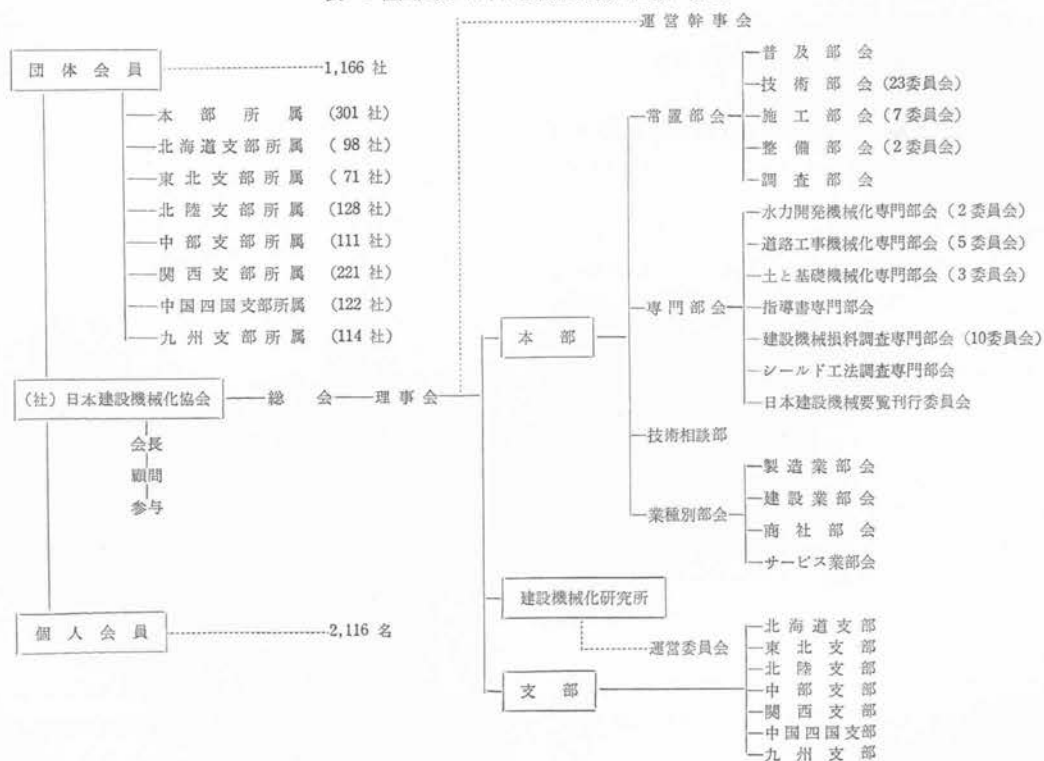 運営幹事会
団体会員 1,166 社
本部所属 (301 社)
北海道支部所属 ( 98 社)
東北支部所属 ( 71 社)
北陸支部所属 (128 社)
中部支部所属 (111 社)
関西支部所属 (221 社)
中国四国支部所属 (122 社)
九州支部所属 (114 社)
(社) 日本建設機械化協会
総会
理事会
会長
顧問
参与
個人会員 2,116 名
本部
常置部会
普及部会
技術部会 (23委員会)
施工部会 (7委員会)
整備部会 (2委員会)
調査部会
専門部会
水力開発機械化専門部会 (2委員会)
道路工事機械化専門部会 (5委員会)
土と基礎機械化専門部会 (3委員会)
指導書専門部会
建設機械損料調査専門部会 (10委員会)
シールド工法調査専門部会
日本建設機械要覧刊行委員会
技術相談部
業種別部会
製造業部会
建設業部会
商社部会
サービス業部会
建設機械化研究所
運営委員会
支部
北海道支部
東北支部
北陸支部
中部支部
関西支部
中国四国支部
九州支部